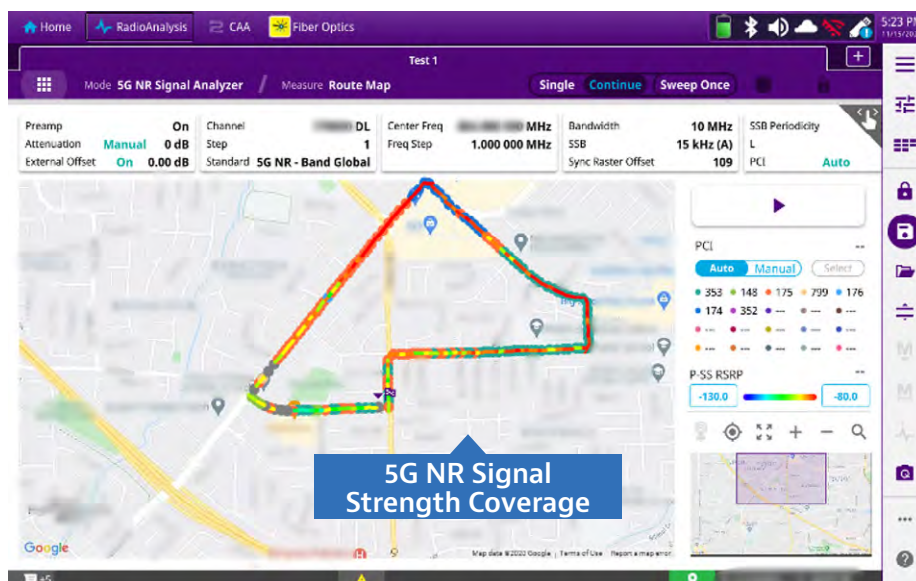 Home RadioAnalysis CAA Fiber Optics 5:23 PM
Test 1 +
Mode 5G NR Signal Analyzer / Measure Route Map Single Continue Sweep Once
Preamp On
Attenuation Manual 0 dB
External Offset On 0.00 dB
Channel DL
Step 1
Standard 5G NR - Band Global
Center Freq MHz
Freq Step 1.000 000 MHz
Bandwidth 10 MHz
SSB 15 kHz (A)
Sync Raster Offset 109
SSB Periodicity
L
PCI Auto
PCI --
Auto Manual Select
353 148 175 799 176
174 352 --- --- ---
--- --- --- --- ---
--- --- --- --- ---
P-SS RSRP --
-130.0 -80.0
5G NR Signal
Strength Coverage
Google Map data ©2020 Google Terms of Use Report a map error